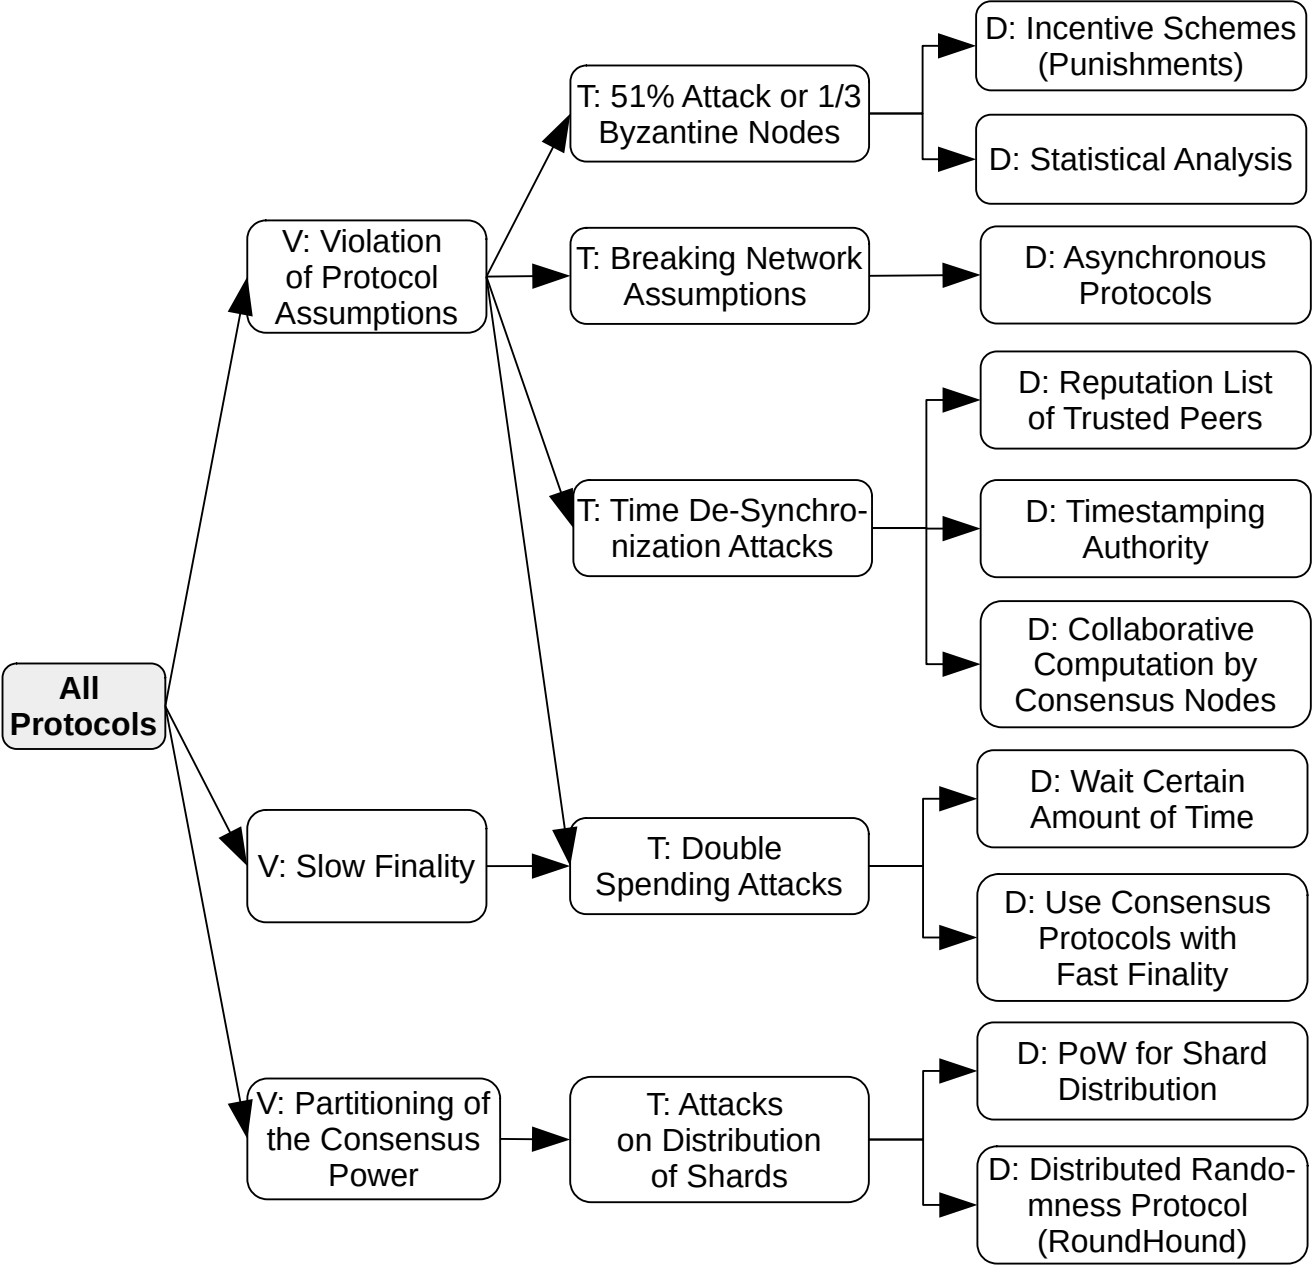 D: Incentive Schemes
(Punishments)
T: 51% Attack or 1/3
Byzantine Nodes
D: Statistical Analysis
V: Violation
of Protocol
Assumptions
T: Breaking Network
Assumptions
D: Asynchronous
Protocols
D: Reputation List
of Trusted Peers
T: Time De-Synchro-
nization Attacks
D: Timestamping
Authority
D: Collaborative
Computation by
Consensus Nodes
All
Protocols
D: Wait Certain
Amount of Time
V: Slow Finality
T: Double
Spending Attacks
D: Use Consensus
Protocols with
Fast Finality
D: PoW for Shard
Distribution
V: Partitioning of
the Consensus
Power
T: Attacks
on Distribution
of Shards
D: Distributed Rando-
mness Protocol
(RoundHound)